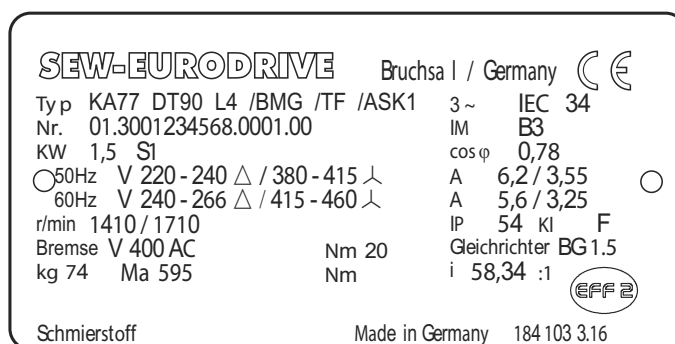 SEW-EURODRIVE Bruchsal / Germany CE
Typ KA77 DT90 L4 /BMG /TF /ASK1 3 ~ IEC 34
Nr. 01.3001234568.0001.00 IM B3
KW 1,5 S1 cos φ 0,78
50Hz V 220 - 240 △ / 380 - 415 ⅄ A 6,2 / 3,55
60Hz V 240 - 266 △ / 415 - 460 ⅄ A 5,6 / 3,25
r/min 1410 / 1710 IP 54 KI F
Bremse V 400 AC Nm 20 Gleichrichter BG 1.5
kg 74 Ma 595 Nm i 58,34 :1
EFF 2
Schmierstoff Made in Germany 184 103 3.16